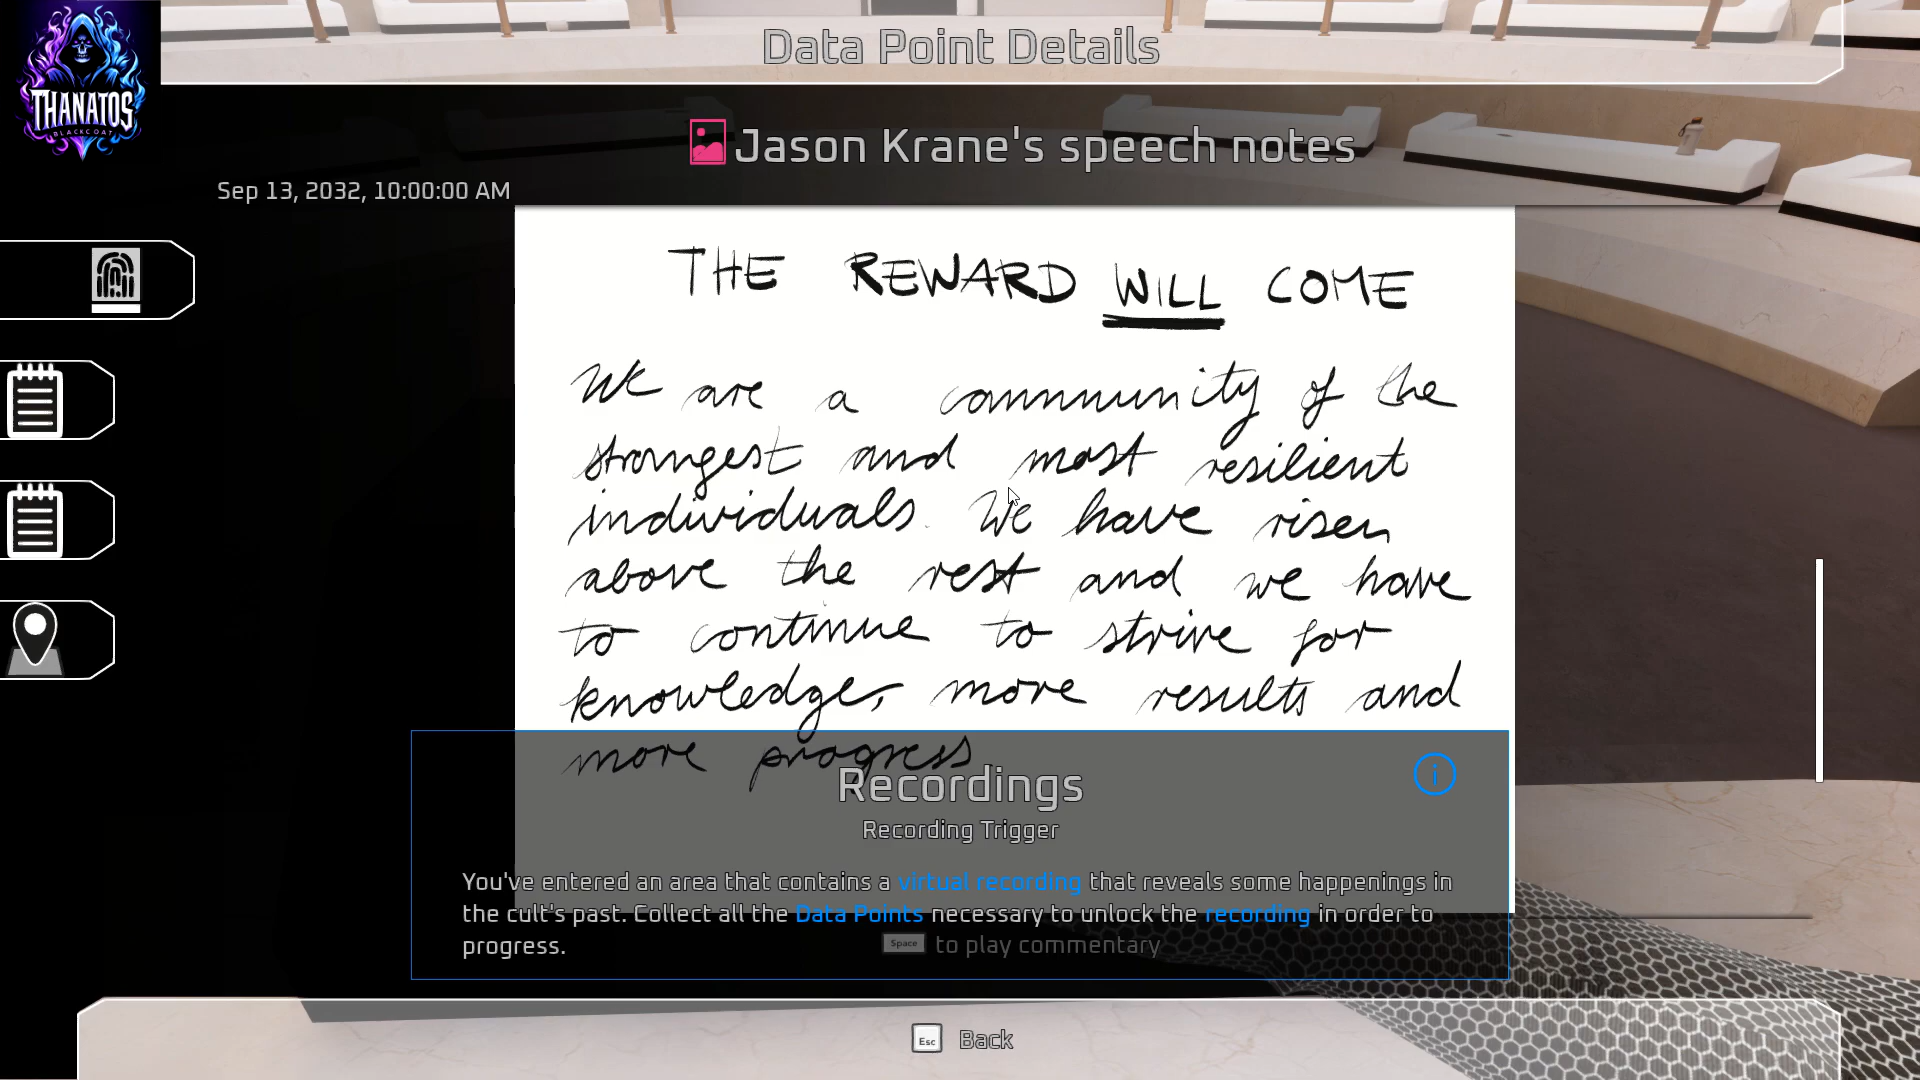 Data Point Details
THANATOS
BLACKCOAT
Jason Krane's speech notes
Sep 13, 2032, 10:00:00 AM
THE REWARD WILL COME
We are a community of the
strongest and most resilient
individuals. We have risen
above the rest and we have
to continue to strive for
knowledge, more results and
more progress
Recordings
Recording Trigger
You've entered an area that contains a virtual recording that reveals some happenings in
the cult's past. Collect all the Data Points necessary to unlock the recording in order to
progress.
Space to play commentary
Esc Back